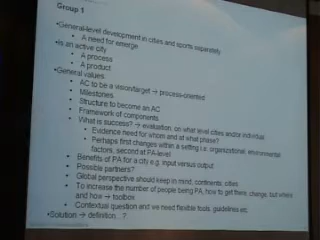 Group 1
•General-level development in cities and sports separately
• A need for emerge
•Is an active city
• A process
• A product
•General values:
• AC to be a vision/target → process-oriented
• Milestones
• Structure to become an AC
• Framework of components
• What is success? → evaluation, on what level cities and/or individual
• Evidence need for whom and at what phase?
• Perhaps first changes within a setting i.e. organizational, environmental
factors, second at PA-level
• Benefits of PA for a city e.g. input versus output
• Possible partners?
• Global perspective should keep in mind, continents, cities
• To increase the number of people being PA, how to get there, change, but where
and how → toolbox
• Contextual question and we need flexible tools, guidelines etc.
•Solution → definition...?